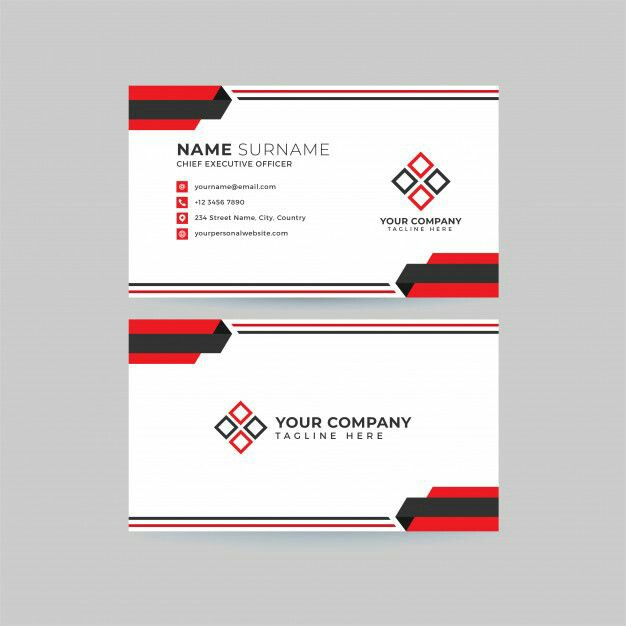 NAME SURNAME
CHIEF EXECUTIVE OFFICER
yourname@email.com
+12 3456 7890
234 Street Name, City, Country
yourpersonalwebsite.com
YOUR COMPANY
TAGLINE HERE
YOUR COMPANY
TAGLINE HERE